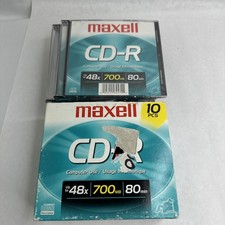 maxell
CD-R
48x 700MB 80min
maxell
10
PCS
CD-R
48x 700MB 80min